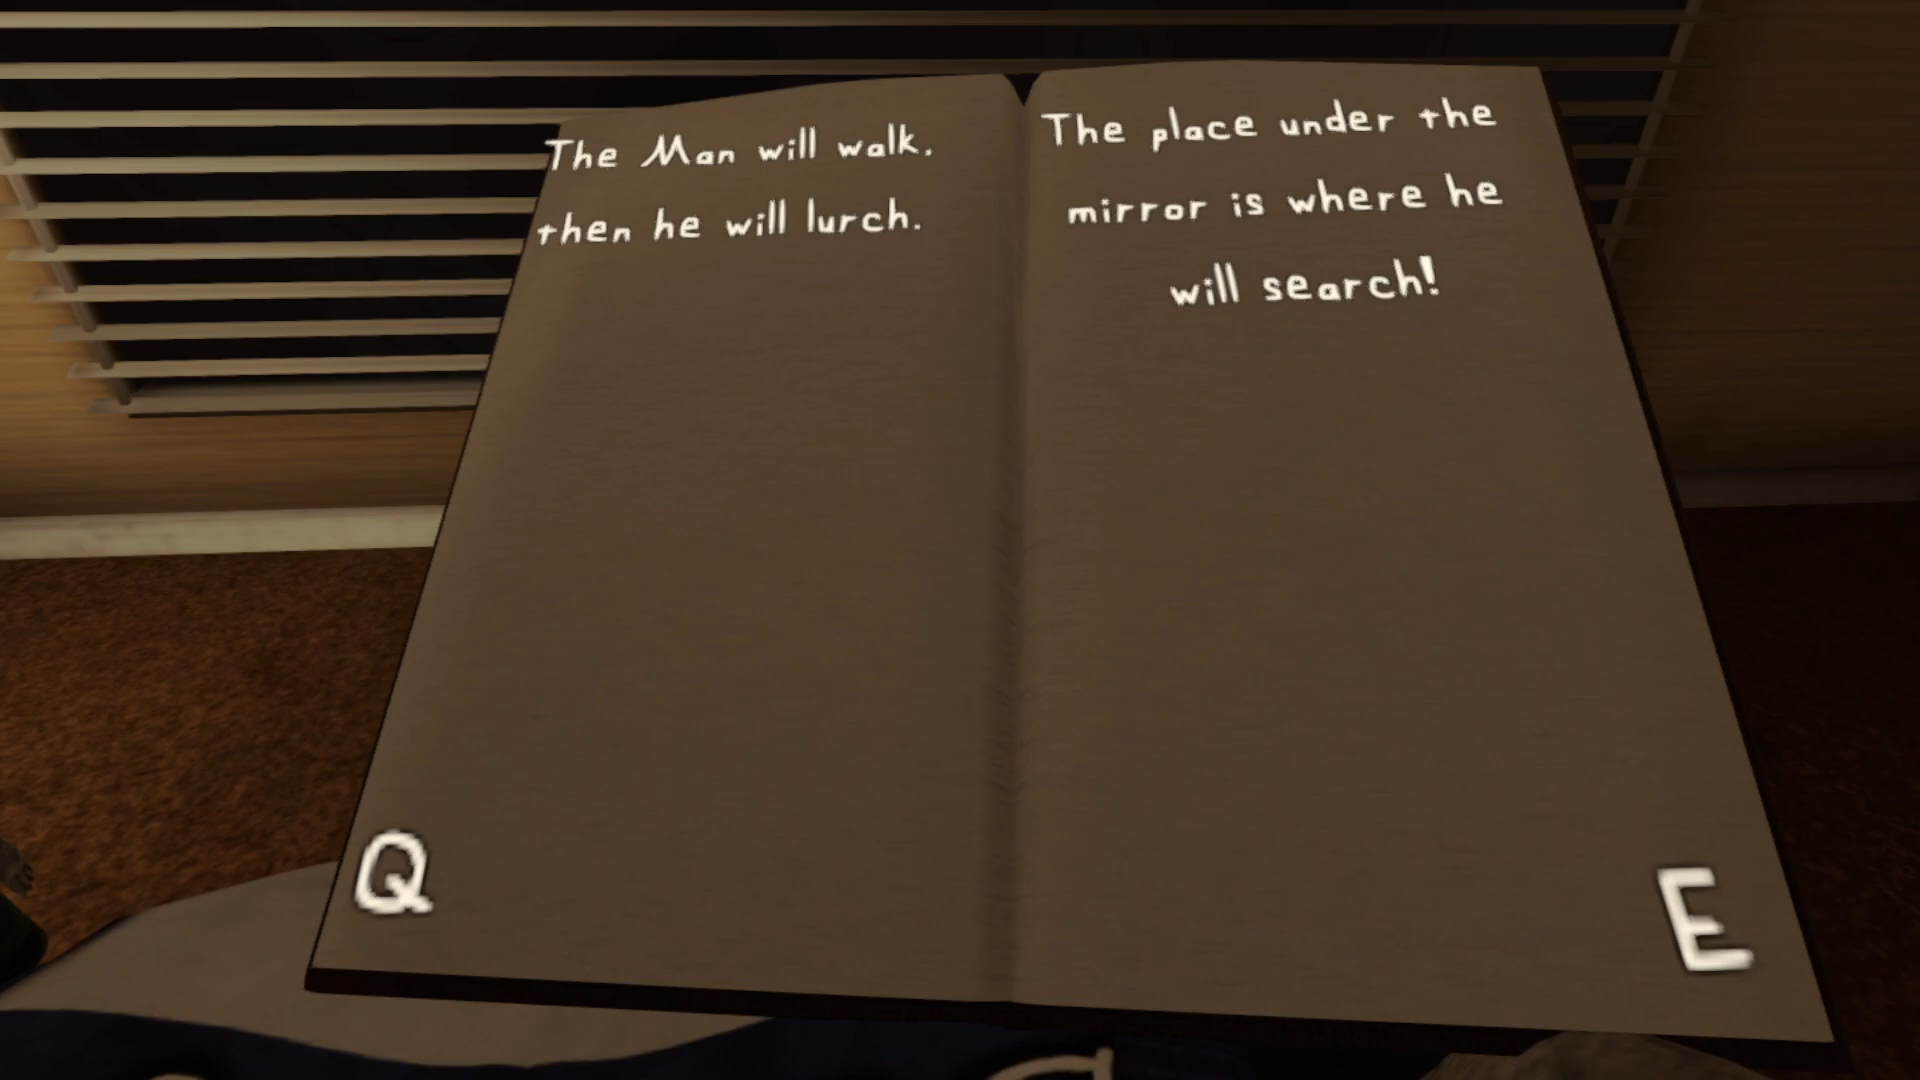 The Man will walk.
then he will lurch.
The place under the
mirror is where he
will search!
Q
E